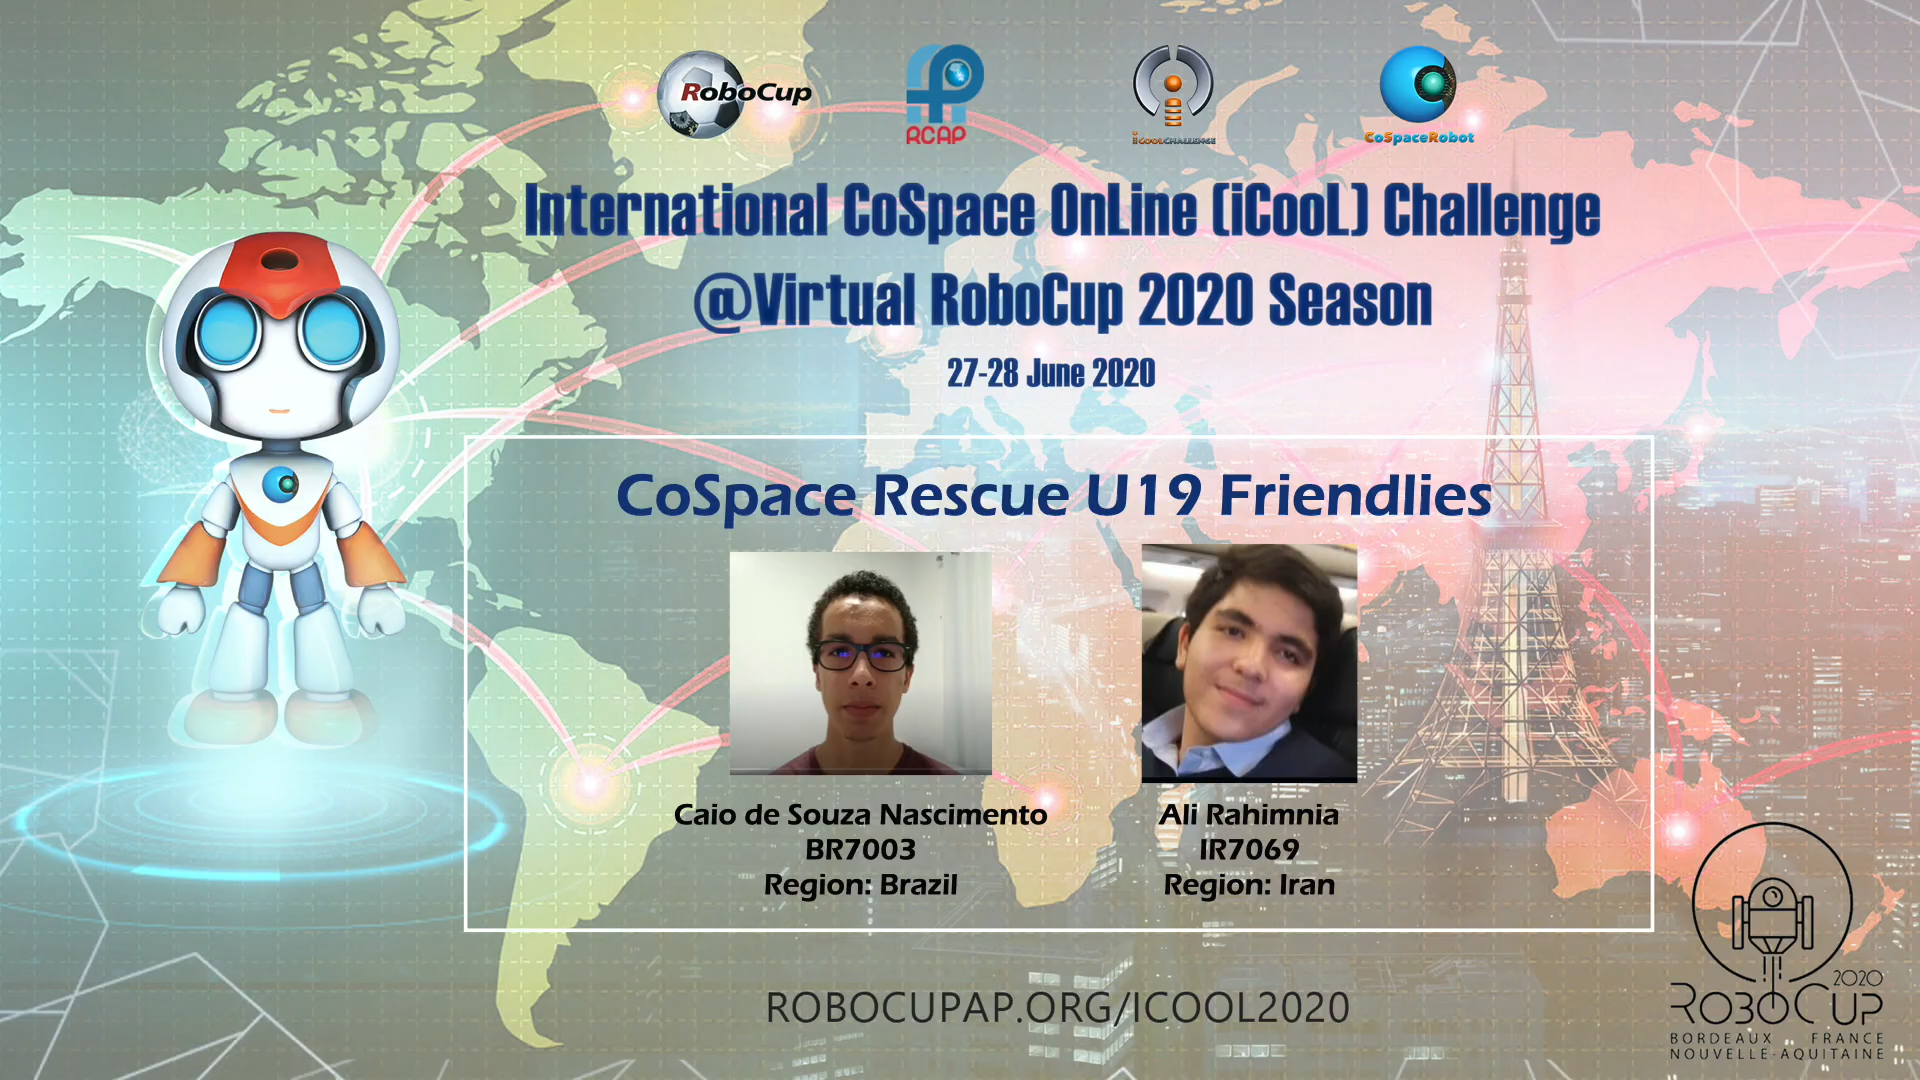 RoboCup
RCAP
iCOOLCHALLENGE
CoSpaceRobot
International CoSpace OnLine (iCooL) Challenge
@Virtual RoboCup 2020 Season
27-28 June 2020
CoSpace Rescue U19 Friendlies
Caio de Souza Nascimento
BR7003
Region: Brazil
Ali Rahimnia
IR7069
Region: Iran
ROBOCUPAP.ORG/ICOOL2020
2020
ROBOCUP
BORDEAUX FRANCE
NOUVELLE-AQUITAINE